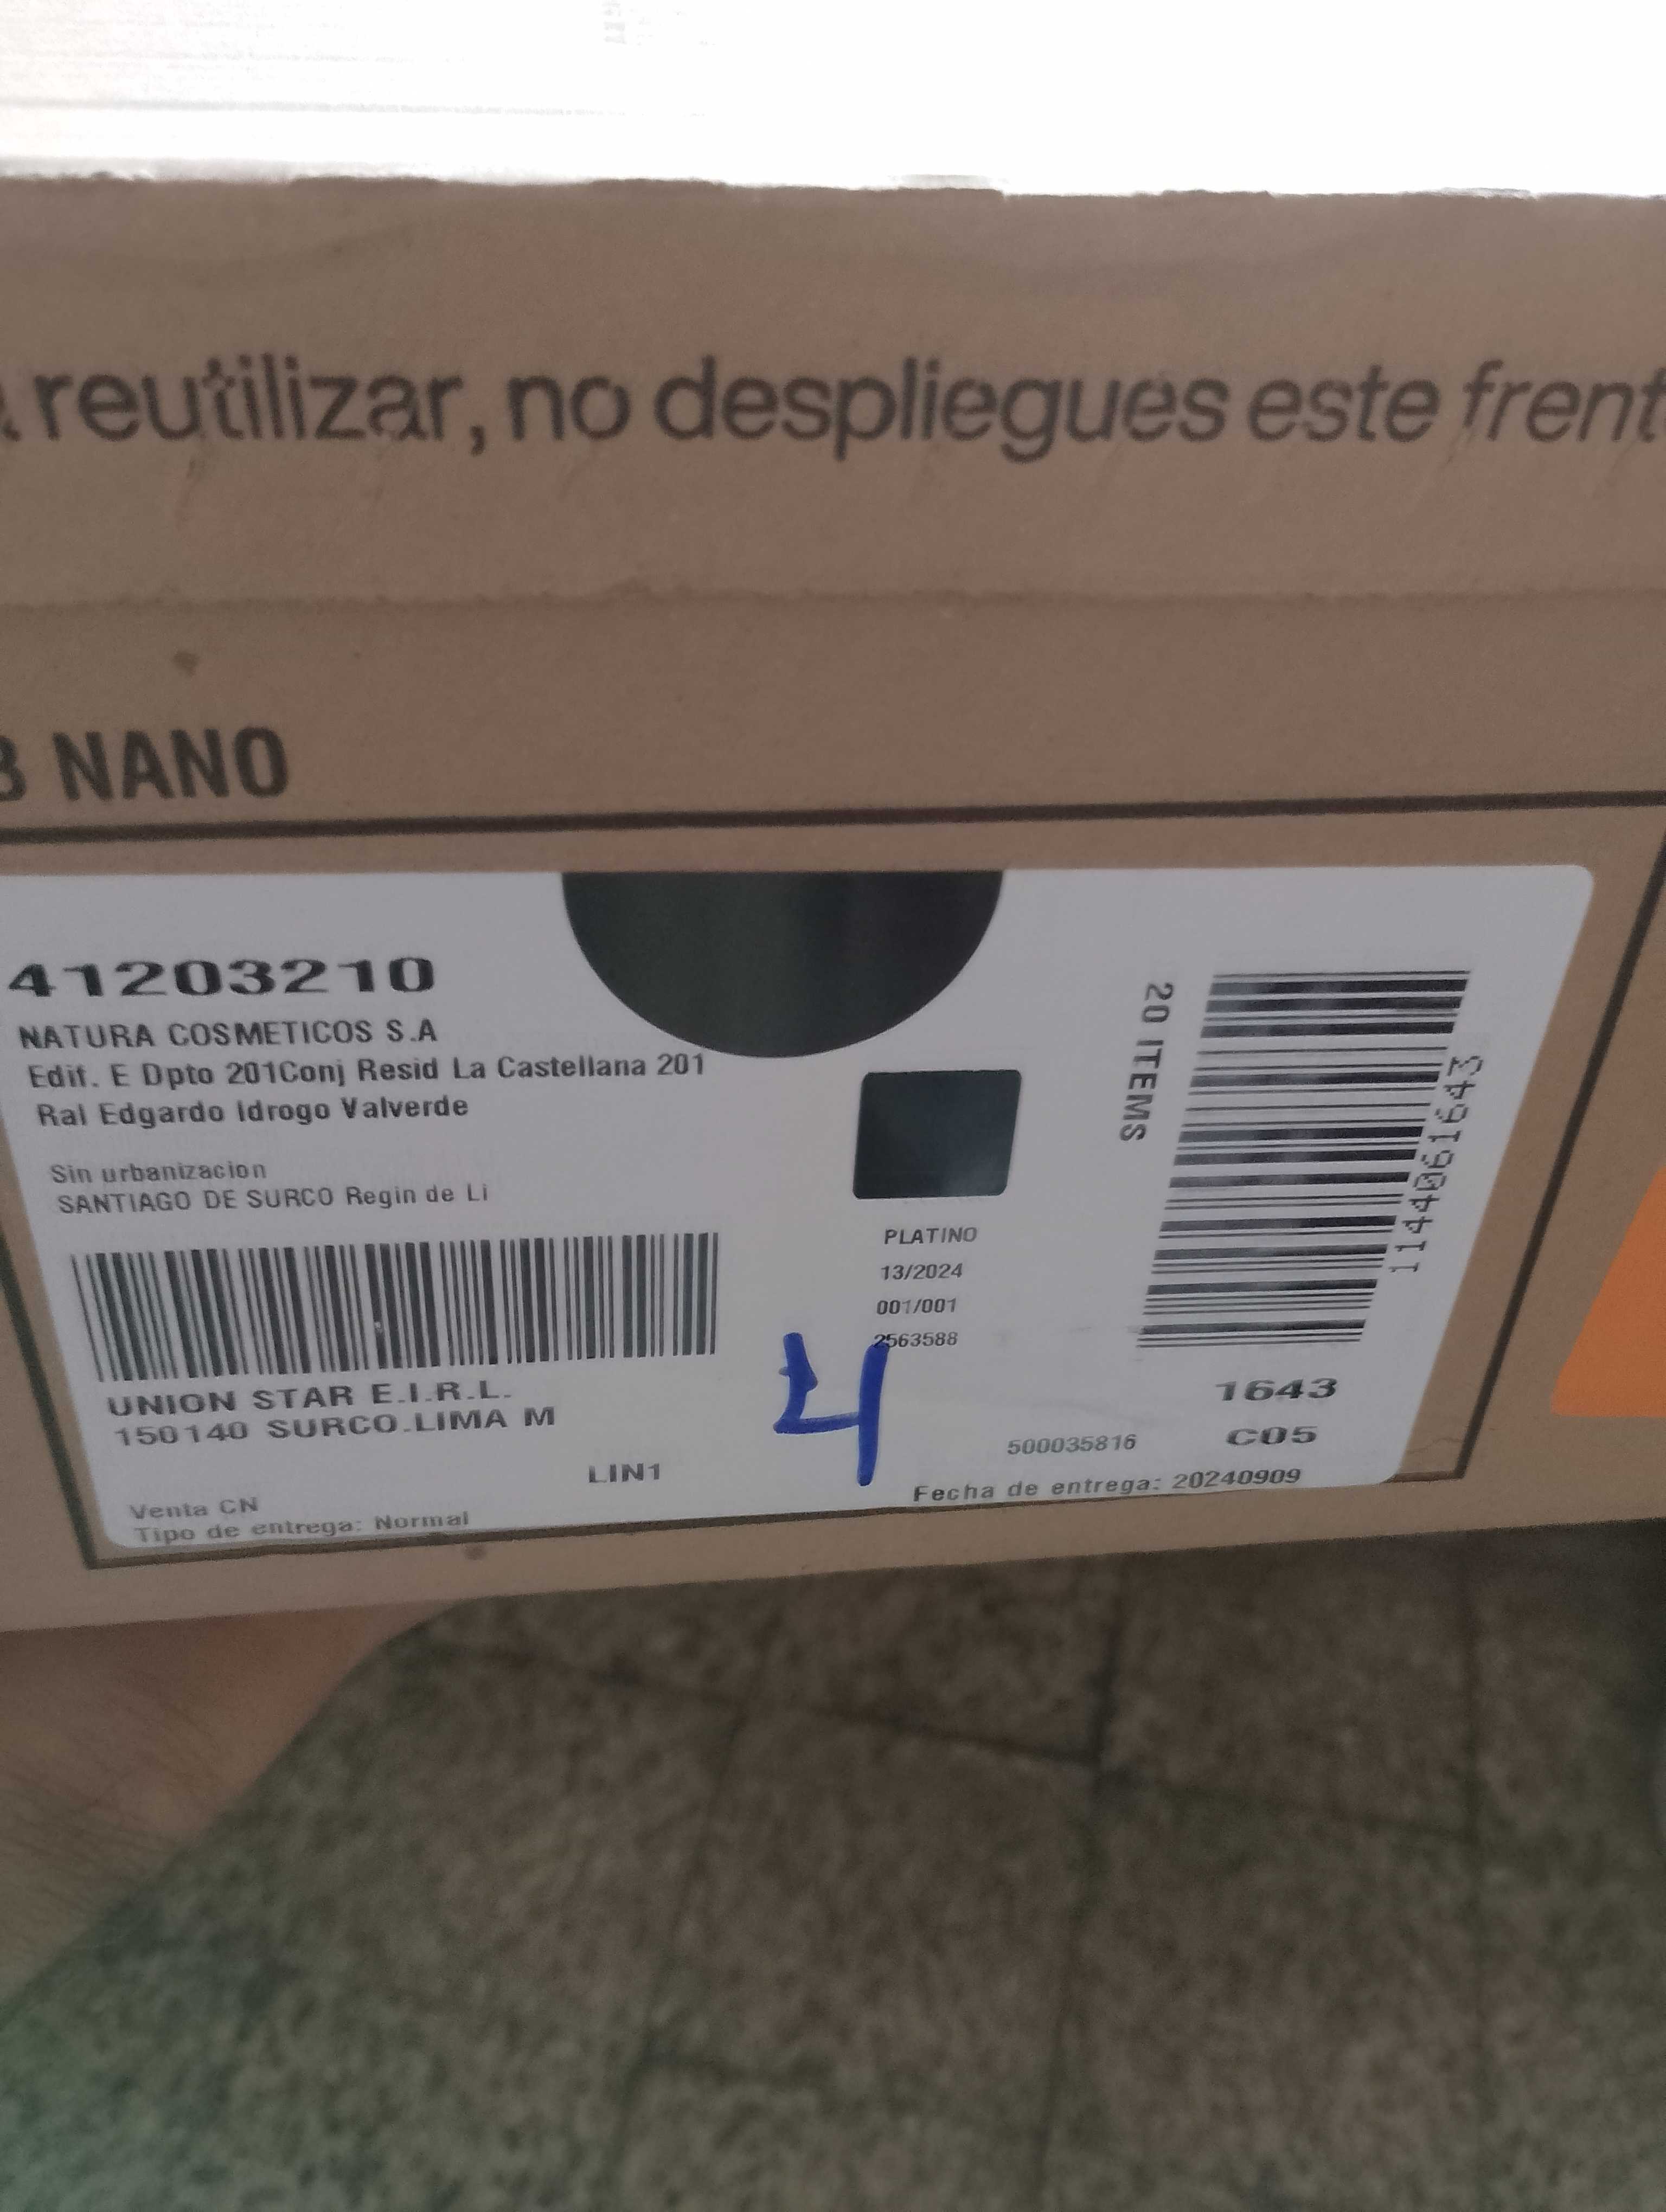 reutilizar, no despliegues este frent
B NANO
41203210
NATURA COSMETICOS S.A
Edif. E Dpto 201Conj Resid La Castellana 201
Ral Edgardo Idrogo Valverde
Sin urbanizacion
SANTIAGO DE SURCO Regin de Li
UNION STAR E.I.R.L.
150140 SURCO.LIMA M
LIN1
Venta CN
Tipo de entrega: Normal
PLATINO
13/2024
001/001
2563588
4
20 ITEMS
1144061643
1643
C05
500035816
Fecha de entrega: 20240909